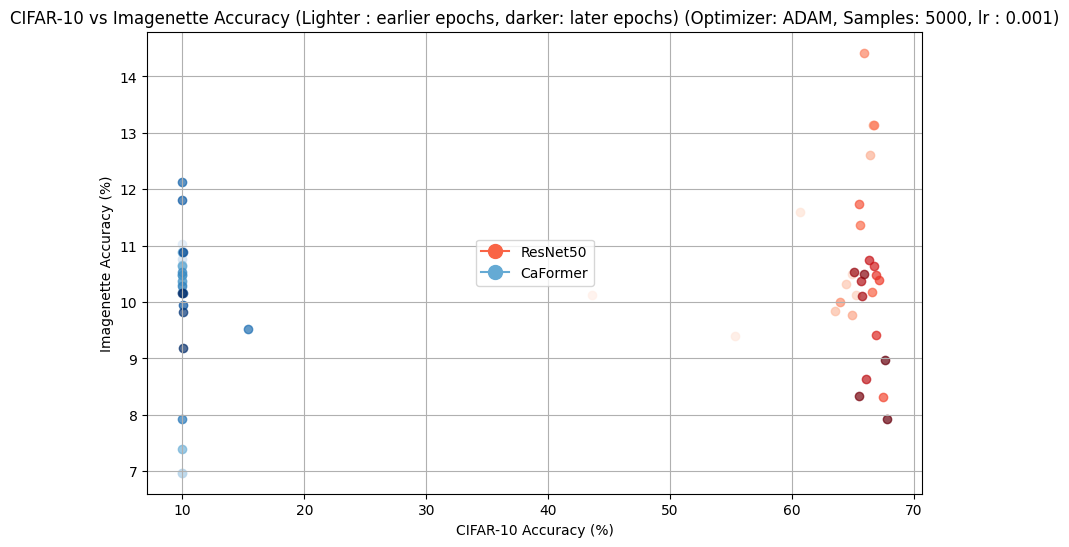 CIFAR-10 vs Imagenette Accuracy (Lighter : earlier epochs, darker: later epochs) (Optimizer: ADAM, Samples: 5000, lr : 0.001)
14
13
12
11
10
9
8
7
Imagenette Accuracy (%)
ResNet50
CaFormer
10 20 30 40 50 60 70
CIFAR-10 Accuracy (%)